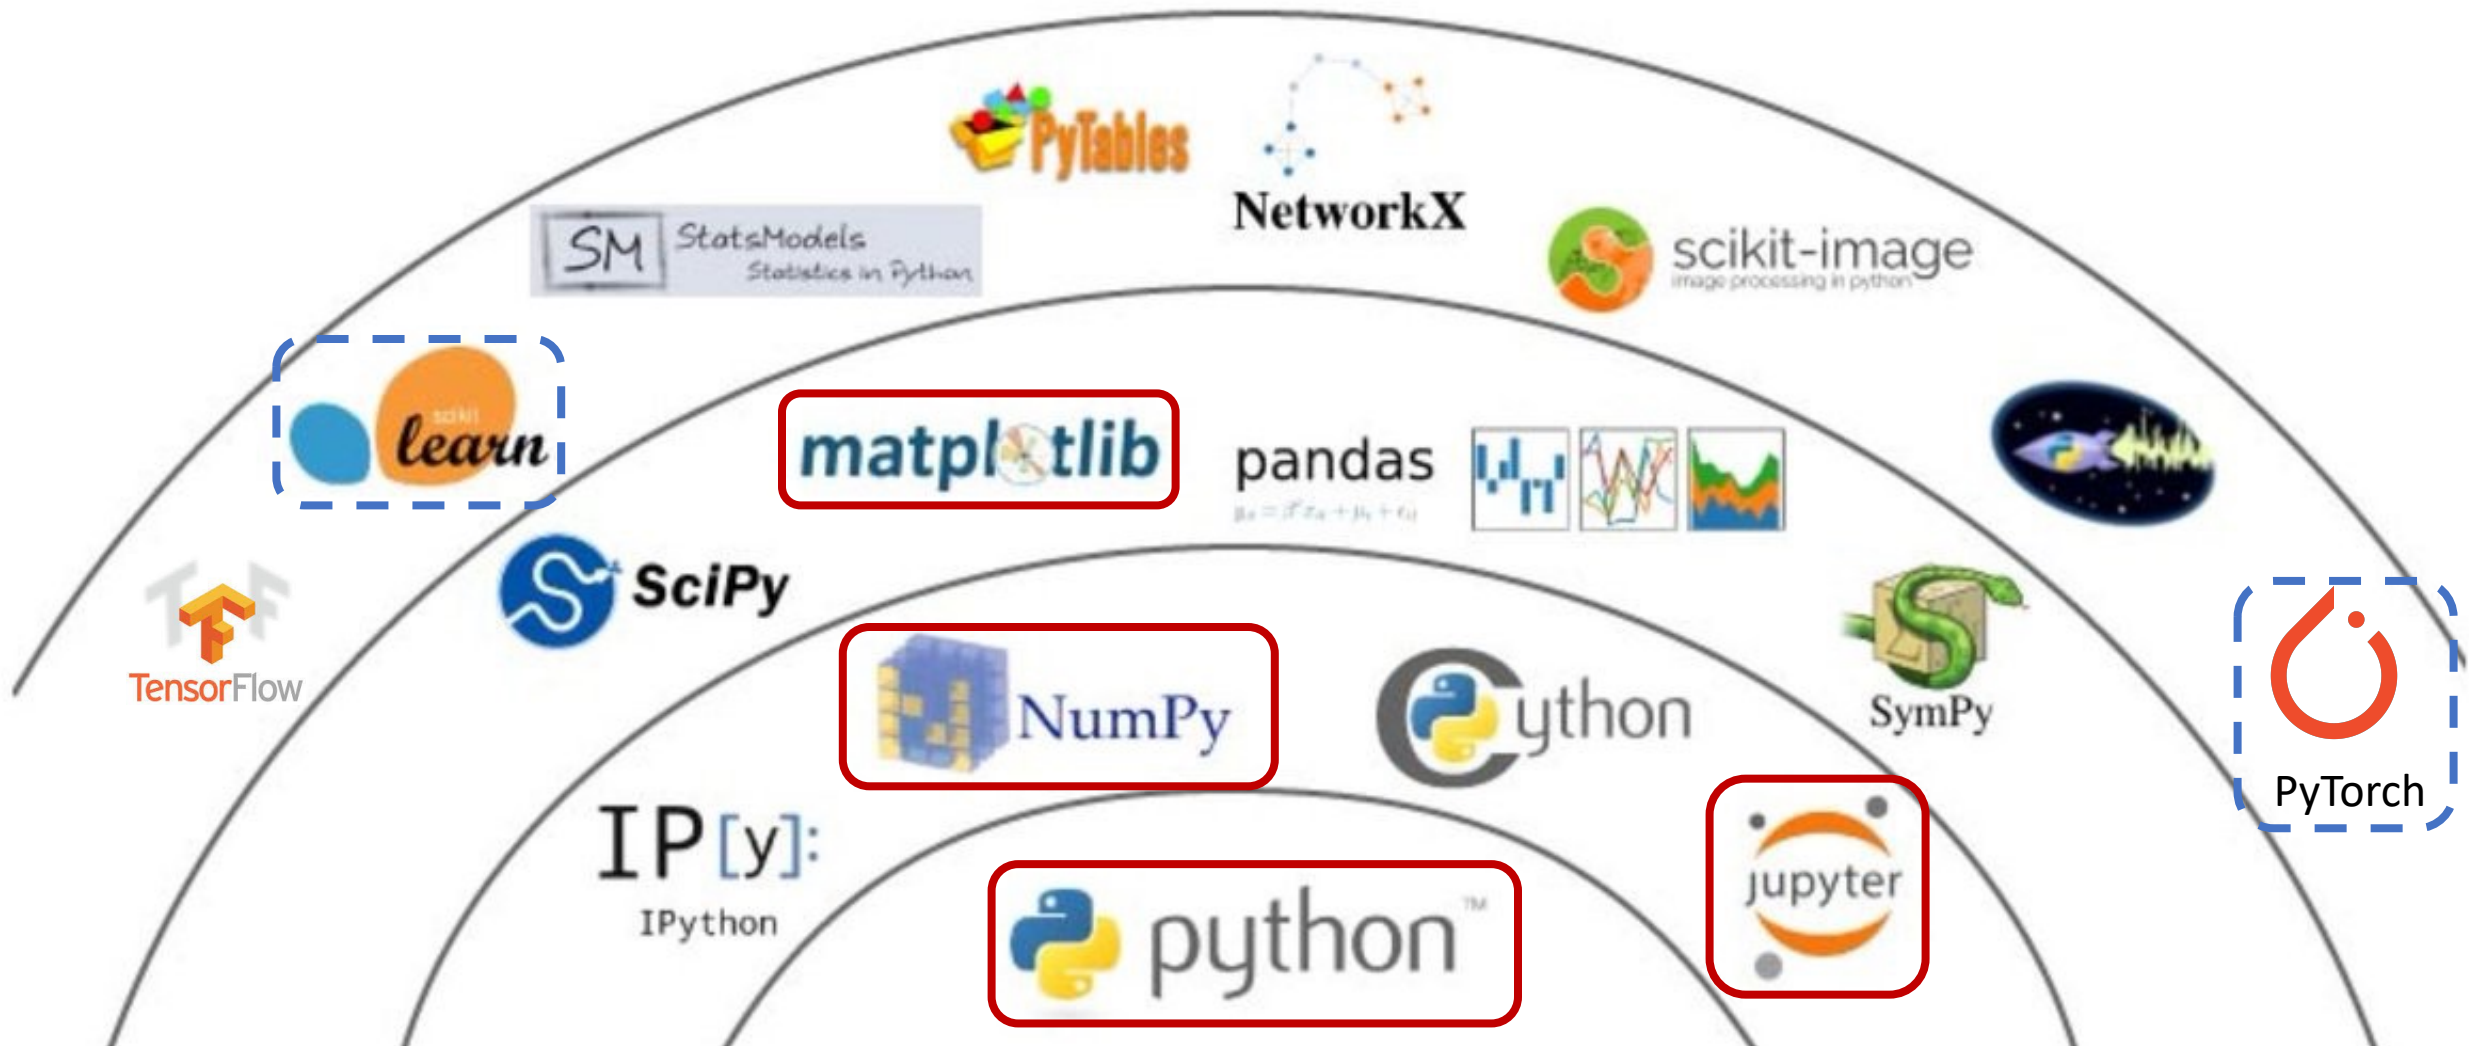 PyTables
NetworkX
SM
StatsModels
Statistics in Python
scikit-image
image processing in python
scikit
learn
matplotlib
pandas
TensorFlow
SciPy
NumPy
Cython
SymPy
PyTorch
IP[y]:
IPython
python™
jupyter